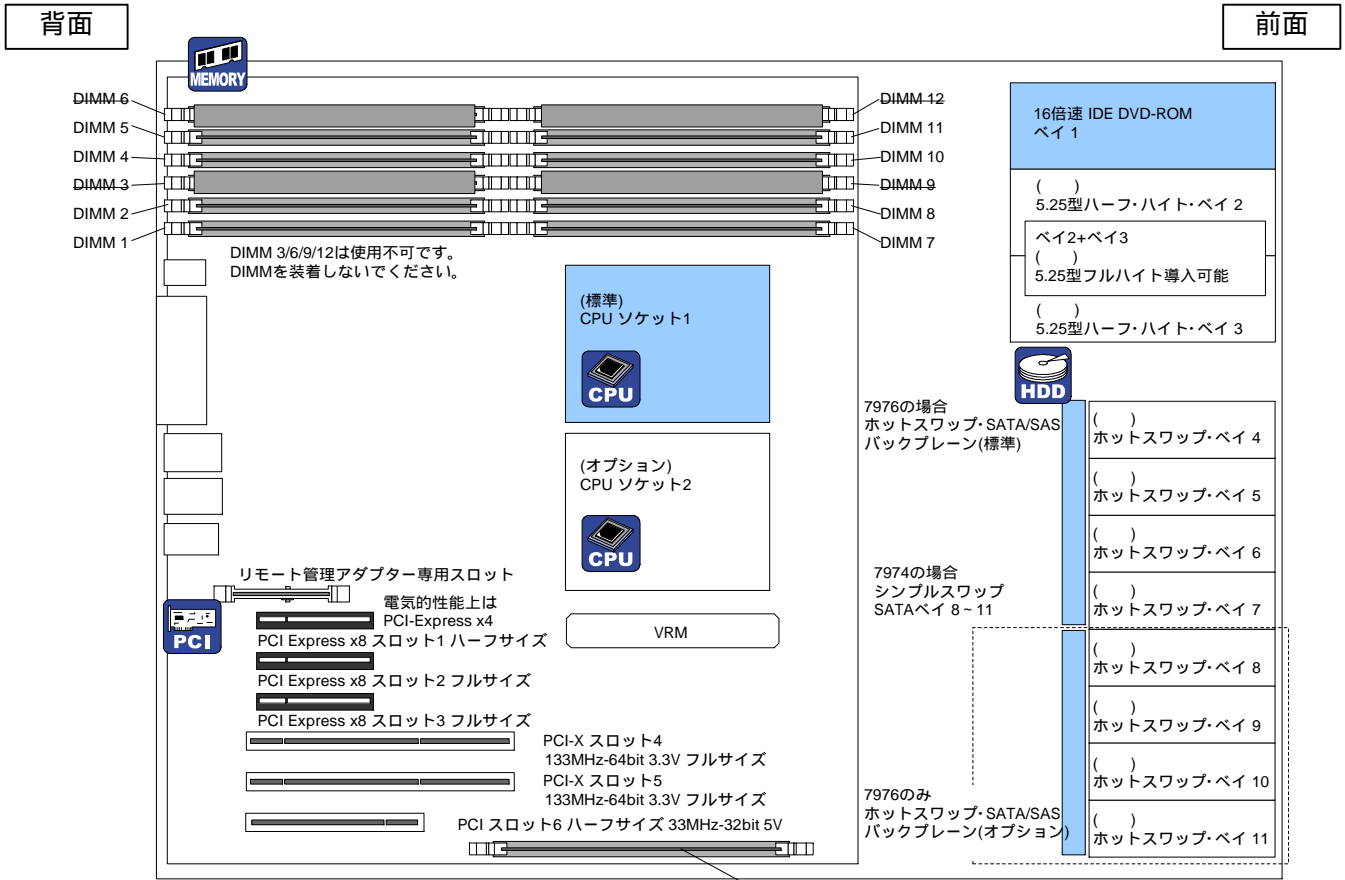 背面
前面
MEMORY
DIMM 6
DIMM 5
DIMM 4
DIMM 3
DIMM 2
DIMM 1
DIMM 12
DIMM 11
DIMM 10
DIMM 9
DIMM 8
DIMM 7
DIMM 3/6/9/12は使用不可です。
DIMMを装着しないでください。
16倍速 IDE DVD-ROM
ベイ 1
(　　)
5.25型ハーフ・ハイト・ベイ 2
ベイ2+ベイ3
(　　)
5.25型フルハイト導入可能
(　　)
5.25型ハーフ・ハイト・ベイ 3
(標準)
CPU ソケット1
CPU
(オプション)
CPU ソケット2
CPU
VRM
HDD
7976の場合
ホットスワップ・SATA/SAS
バックプレーン(標準)
(　　)
ホットスワップ・ベイ 4
(　　)
ホットスワップ・ベイ 5
(　　)
ホットスワップ・ベイ 6
(　　)
ホットスワップ・ベイ 7
7974の場合
シンプルスワップ
SATAベイ 8~11
(　　)
ホットスワップ・ベイ 8
(　　)
ホットスワップ・ベイ 9
(　　)
ホットスワップ・ベイ 10
(　　)
ホットスワップ・ベイ 11
7976のみ
ホットスワップ・SATA/SAS
バックプレーン(オプション)
リモート管理アダプター専用スロット
PCI
電気的性能上は
PCI-Express x4
PCI Express x8 スロット1 ハーフサイズ
PCI Express x8 スロット2 フルサイズ
PCI Express x8 スロット3 フルサイズ
PCI-X スロット4
133MHz-64bit 3.3V フルサイズ
PCI-X スロット5
133MHz-64bit 3.3V フルサイズ
PCI スロット6 ハーフサイズ 33MHz-32bit 5V